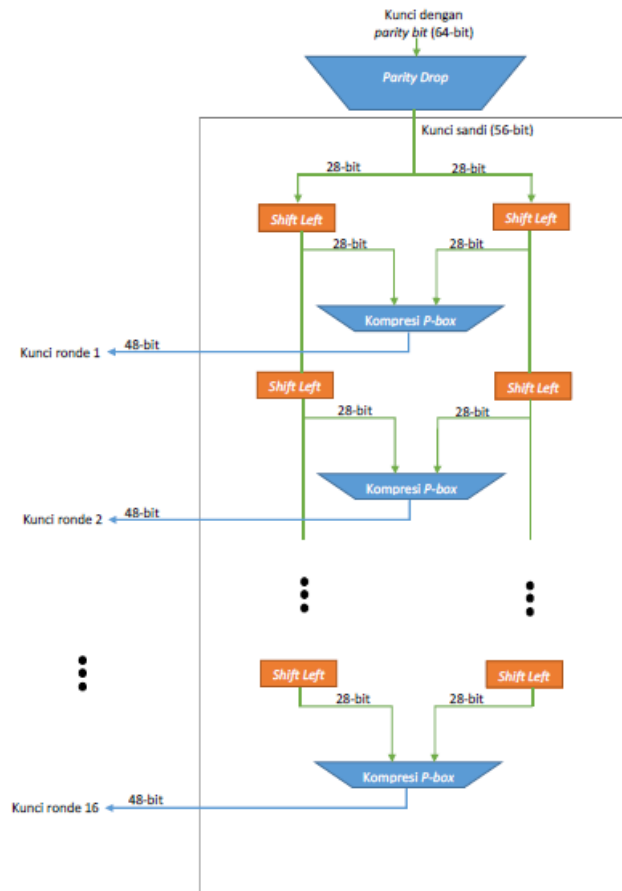 Kunci dengan
parity bit (64-bit)
Parity Drop
Kunci sandi (56-bit)
28-bit
28-bit
Shift Left
Shift Left
28-bit
28-bit
Kompresi P-box
48-bit
Kunci ronde 1
Shift Left
Shift Left
28-bit
28-bit
Kompresi P-box
48-bit
Kunci ronde 2
Shift Left
Shift Left
28-bit
28-bit
Kompresi P-box
48-bit
Kunci ronde 16